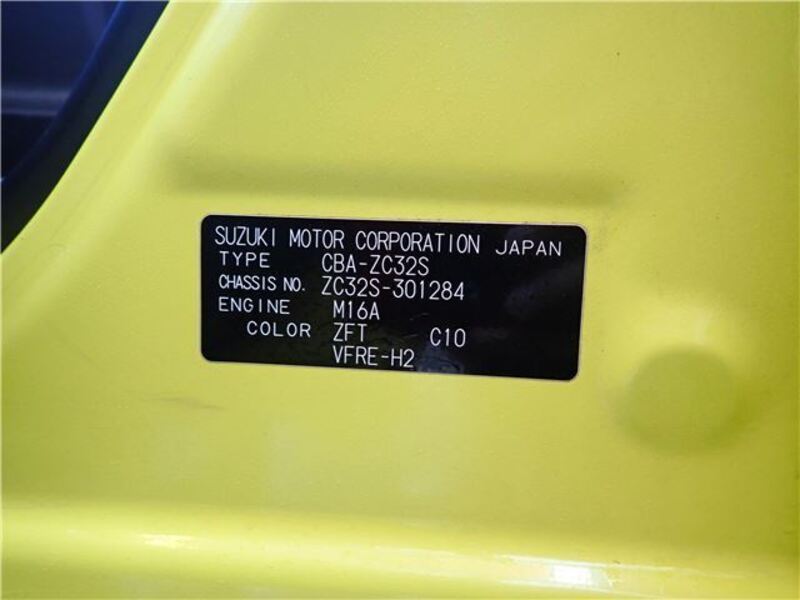 SUZUKI MOTOR CORPORATION JAPAN
TYPE CBA-ZC32S
CHASSIS NO. ZC32S-301284
ENGINE M16A
COLOR ZFT C10
VFRE-H2